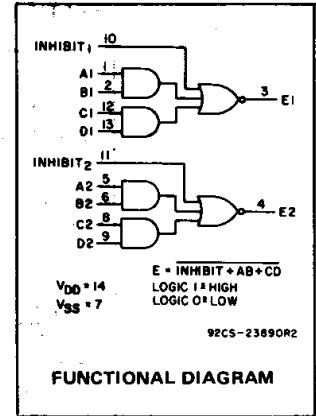 INHIBIT1 10
A1 1
B1 2
C1 12
D1 13
3 E1
INHIBIT2 11
A2 5
B2 6
C2 8
D2 9
4 E2
E = INHIBIT + AB + CD
VDD = 14 LOGIC 1 = HIGH
VSS = 7 LOGIC 0 = LOW
92CS-23890R2
FUNCTIONAL DIAGRAM